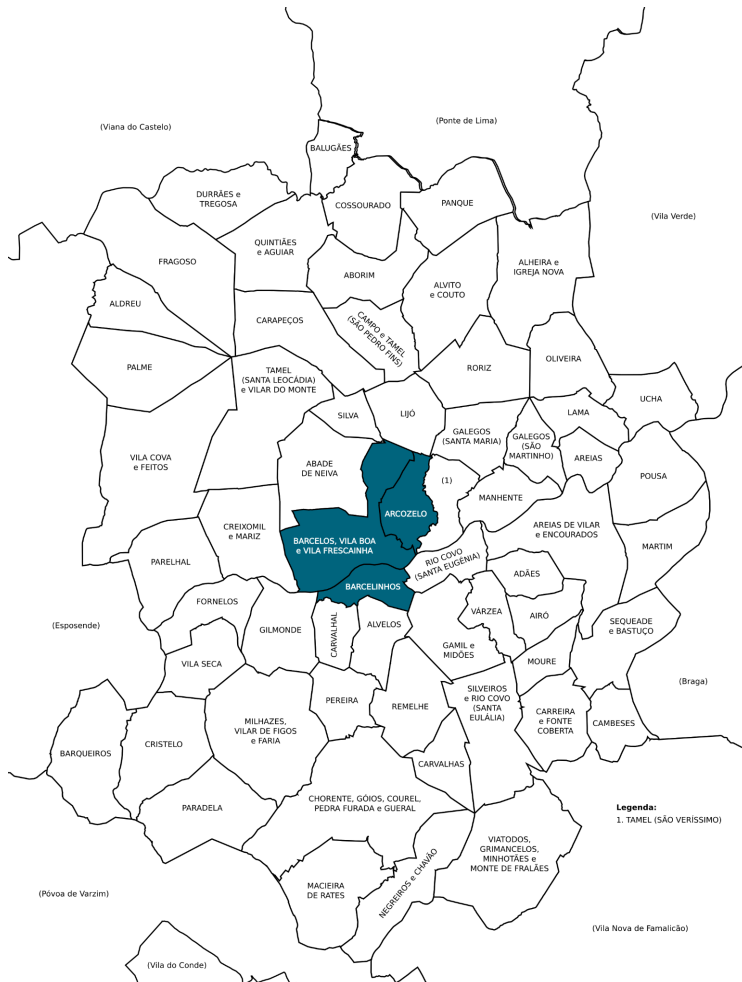 (Viana do Castelo)
(Ponte de Lima)
BALUGÃES
DURRÃES e
TREGOSA
COSSOURADO
PANQUE
(Vila Verde)
QUINTIÃES
e AGUIAR
FRAGOSO
ABORIM
ALHEIRA e
IGREJA NOVA
ALVITO
e COUTO
ALDREU
CARAPEÇOS
CAMPO e TAMEL
(SÃO PEDRO FINS)
OLIVEIRA
PALME
TAMEL
(SANTA LEOCÁDIA)
e VILAR DO MONTE
RORIZ
UCHA
SILVA
LIJÓ
LAMA
GALEGOS
(SANTA MARIA)
GALEGOS
(SÃO
MARTINHO)
AREIAS
VILA COVA
e FEITOS
ABADE
DE NEIVA
(1)
POUSA
MANHENTE
ARCOZELO
CREIXOMIL
e MARIZ
AREIAS DE VILAR
e ENCOURADOS
BARCELOS, VILA BOA
e VILA FRESCAINHA
MARTIM
PARELHAL
RIO COVO
(SANTA EUGÉNIA)
ADÃES
BARCELINHOS
FORNELOS
VÁRZEA
AIRÓ
(Esposende)
GILMONDE
CARVALHAL
ALVELOS
SEQUEADE
e BASTUÇO
GAMIL e
MIDÕES
VILA SECA
MOURE
(Braga)
PEREIRA
REMELHE
SILVEIROS
e RIO COVO
(SANTA
EULÁLIA)
CARREIRA
e FONTE
COBERTA
CAMBESES
MILHAZES,
VILAR DE FIGOS
e FARIA
BARQUEIROS
CRISTELO
CARVALHAS
PARADELA
CHORENTE, GÓIOS, COUREL,
PEDRA FURADA e GUERAL
Legenda:
1. TAMEL (SÃO VERÍSSIMO)
VIATODOS,
GRIMANCELOS,
MINHOTÃES e
MONTE DE FRALÃES
MACIEIRA
DE RATES
NEGREIROS e CHAVÃO
(Póvoa de Varzim)
(Vila Nova de Famalicão)
(Vila do Conde)